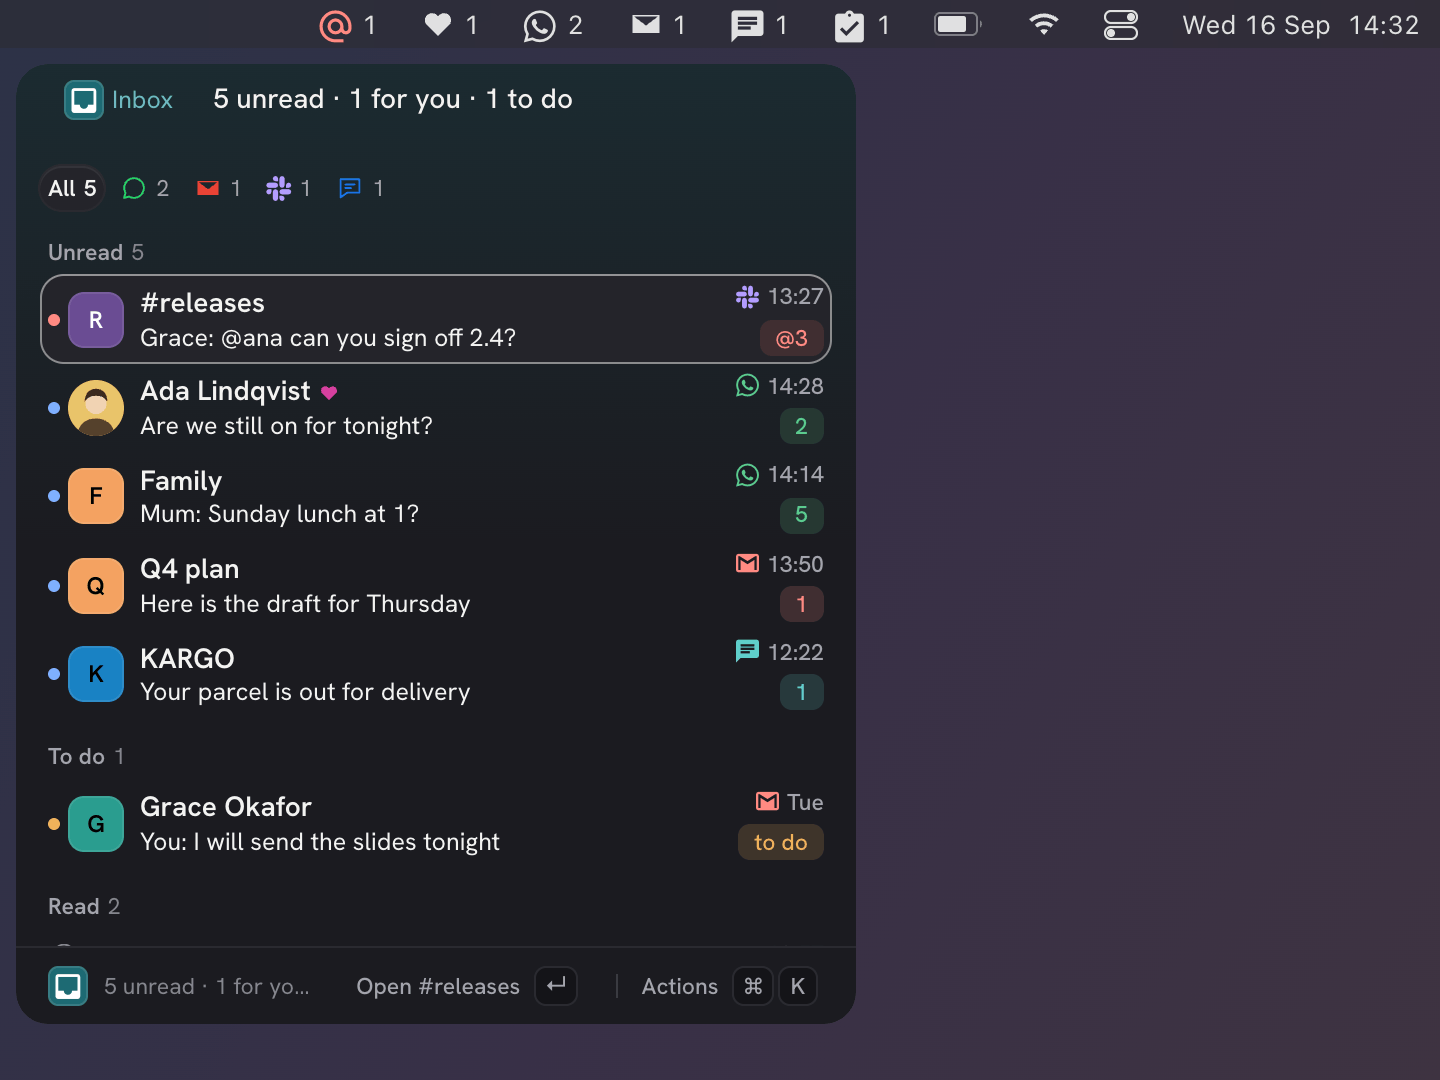 @ 1 1 2 1 1 1 Wed 16 Sep 14:32
Inbox 5 unread · 1 for you · 1 to do
All 5 2 1 1 1
Unread 5
R #releases 13:27
Grace: @ana can you sign off 2.4? @3
Ada Lindqvist 14:28
Are we still on for tonight? 2
F Family 14:14
Mum: Sunday lunch at 1? 5
Q Q4 plan 13:50
Here is the draft for Thursday 1
K KARGO 12:22
Your parcel is out for delivery 1
To do 1
G Grace Okafor Tue
You: I will send the slides tonight to do
Read 2
5 unread · 1 for yo... Open #releases ↵ Actions ⌘ K